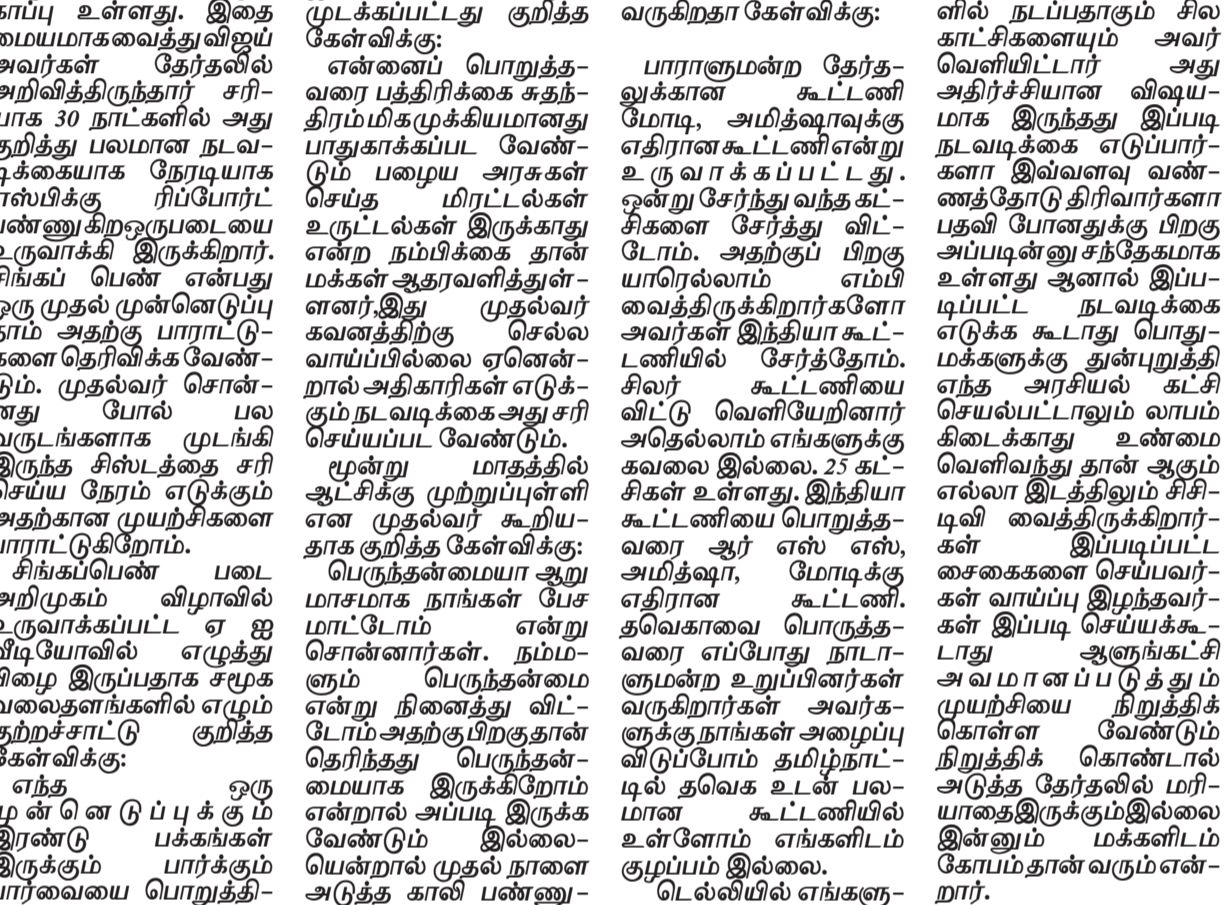 காப்பு உள்ளது. இதை
மையமாகவைத்து விஜய்
அவர்கள் தேர்தலில்
அறிவித்திருந்தார் சரி-
யாக 30 நாட்களில் அது
குறித்து பலமான நடவ-
டிக்கையாக நேரடியாக
எஸ்பிக்கு ரிப்போர்ட்
பண்ணுகிறஒருபடையை
உருவாக்கி இருக்கிறார்.
சிங்கப் பெண் என்பது
ஒரு முதல் முன்னெடுப்பு
நாம் அதற்கு பாராட்டு-
களை தெரிவிக்க வேண்-
டும். முதல்வர் சொன்-
னது போல் பல
வருடங்களாக முடங்கி
இருந்த சிஸ்டத்தை சரி
செய்ய நேரம் எடுக்கும்
அதற்கான முயற்சிகளை
பாராட்டுகிறோம்.
சிங்கப்பெண் படை
அறிமுகம் விழாவில்
உருவாக்கப்பட்ட ஏ ஐ
வீடியோவில் எழுத்து
பிழை இருப்பதாக சமூக
வலைதளங்களில் எழும்
குற்றச்சாட்டு குறித்த
கேள்விக்கு:
எந்த ஒரு
முன்னெடுப்புக்கும்
இரண்டு பக்கங்கள்
இருக்கும் பார்க்கும்
பார்வையை பொறுத்தி-
முடக்கப்பட்டது குறித்த
கேள்விக்கு:
என்னைப் பொறுத்த-
வரை பத்திரிக்கை சுதந்-
திரம்மிகமுக்கியமானது
பாதுகாக்கப்பட வேண்-
டும் பழைய அரசுகள்
செய்த மிரட்டல்கள்
உருட்டல்கள் இருக்காது
என்ற நம்பிக்கை தான்
மக்கள் ஆதரவளித்துள்-
ளனர்,இது முதல்வர்
கவனத்திற்கு செல்ல
வாய்ப்பில்லை ஏனென்-
றால் அதிகாரிகள் எடுக்-
கும் நடவடிக்கை அது சரி
செய்யப்பட வேண்டும்.
மூன்று மாதத்தில்
ஆட்சிக்கு முற்றுப்புள்ளி
என முதல்வர் கூறிய-
தாக குறித்த கேள்விக்கு:
பெருந்தன்மையா ஆறு
மாசமாக நாங்கள் பேச
மாட்டோம் என்று
சொன்னார்கள். நம்ம-
ளும் பெருந்தன்மை
என்று நினைத்து விட்-
டோம் அதற்கு பிறகு தான்
தெரிந்தது பெருந்தன்-
மையாக இருக்கிறோம்
என்றால் அப்படி இருக்க
வேண்டும் இல்லை-
யென்றால் முதல் நாளை
அடுத்த காலி பண்ணு-
வருகிறதா கேள்விக்கு:
பாராளுமன்ற தேர்த-
லுக்கான கூட்டணி
மோடி, அமித்ஷாவுக்கு
எதிரான கூட்டணி என்று
உருவாக்கப்பட்டது.
ஒன்று சேர்ந்து வந்த கட்-
சிகளை சேர்த்து விட்-
டோம். அதற்குப் பிறகு
யாரெல்லாம் எம்பி
வைத்திருக்கிறார்களோ
அவர்கள் இந்தியா கூட்-
டணியில் சேர்த்தோம்.
சிலர் கூட்டணியை
விட்டு வெளியேறினார்
அதெல்லாம் எங்களுக்கு
கவலை இல்லை. 25 கட்-
சிகள் உள்ளது. இந்தியா
கூட்டணியை பொறுத்த-
வரை ஆர் எஸ் எஸ்,
அமித்ஷா, மோடிக்கு
எதிரான கூட்டணி.
தவெகாவை பொருத்த-
வரை எப்போது நாடா-
ளுமன்ற உறுப்பினர்கள்
வருகிறார்கள் அவர்க-
ளுக்கு நாங்கள் அழைப்பு
விடுப்போம் தமிழ்நாட்-
டில் தவெக உடன் பல-
மான கூட்டணியில்
உள்ளோம் எங்களிடம்
குழப்பம் இல்லை.
டெல்லியில் எங்களு-
ளில் நடப்பதாகும் சில
காட்சிகளையும் அவர்
வெளியிட்டார் அது
அதிர்ச்சியான விஷய-
மாக இருந்தது இப்படி
நடவடிக்கை எடுப்பார்-
களா இவ்வளவு வண்-
ணத்தோடு திரிவார்களா
பதவி போனதுக்கு பிறகு
அப்படின்னு சந்தேகமாக
உள்ளது ஆனால் இப்ப-
டிப்பட்ட நடவடிக்கை
எடுக்க கூடாது பொது-
மக்களுக்கு துன்புறுத்தி
எந்த அரசியல் கட்சி
செயல்பட்டாலும் லாபம்
கிடைக்காது உண்மை
வெளிவந்து தான் ஆகும்
எல்லா இடத்திலும் சிசி-
டிவி வைத்திருக்கிறார்-
கள் இப்படிப்பட்ட
சைகைகளை செய்பவர்-
கள் வாய்ப்பு இழந்தவர்-
கள் இப்படி செய்யக்கூ-
டாது ஆளுங்கட்சி
அவமானப்படுத்தும்
முயற்சியை நிறுத்திக்
கொள்ள வேண்டும்
நிறுத்திக் கொண்டால்
அடுத்த தேர்தலில் மரி-
யாதைஇருக்கும்இல்லை
இன்னும் மக்களிடம்
கோபம் தான் வரும் என்-
றார்.